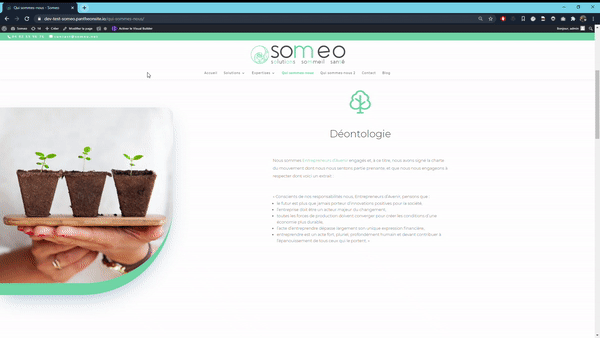 Qui sommes-nous - Someo
dev-test-someo.pantheonsite.io/qui-sommes-nous/
Someo
Créer
Modifier la page
Activer le Visual Builder
Bonjour, admin
contact@someo.net
someo
solutions sommeil santé
Accueil Solutions Expertises Qui sommes-nous Qui sommes-nous 2 Contact Blog
Déontologie
Nous sommes Entrepreneurs d'Avenir engagés et, à ce titre, nous avons signé la charte
du mouvement dont nous nous sentons partie prenante et que nous nous engageons à
respecter dont voici un extrait.
« Conscients de nos responsabilités nous, Entrepreneurs d'Avenir, pensons que :
le futur est plus que jamais porteur d'innovations positives pour la société,
l'entreprise doit être un acteur majeur du changement,
toutes les forces de production doivent converger pour créer les conditions d'une
économie plus durable,
l'acte d'entreprendre dépasse largement son unique expression financière,
entreprendre est un acte fort, pluriel, profondément humain et devant contribuer à
l'épanouissement de tous ceux qui le portent. »